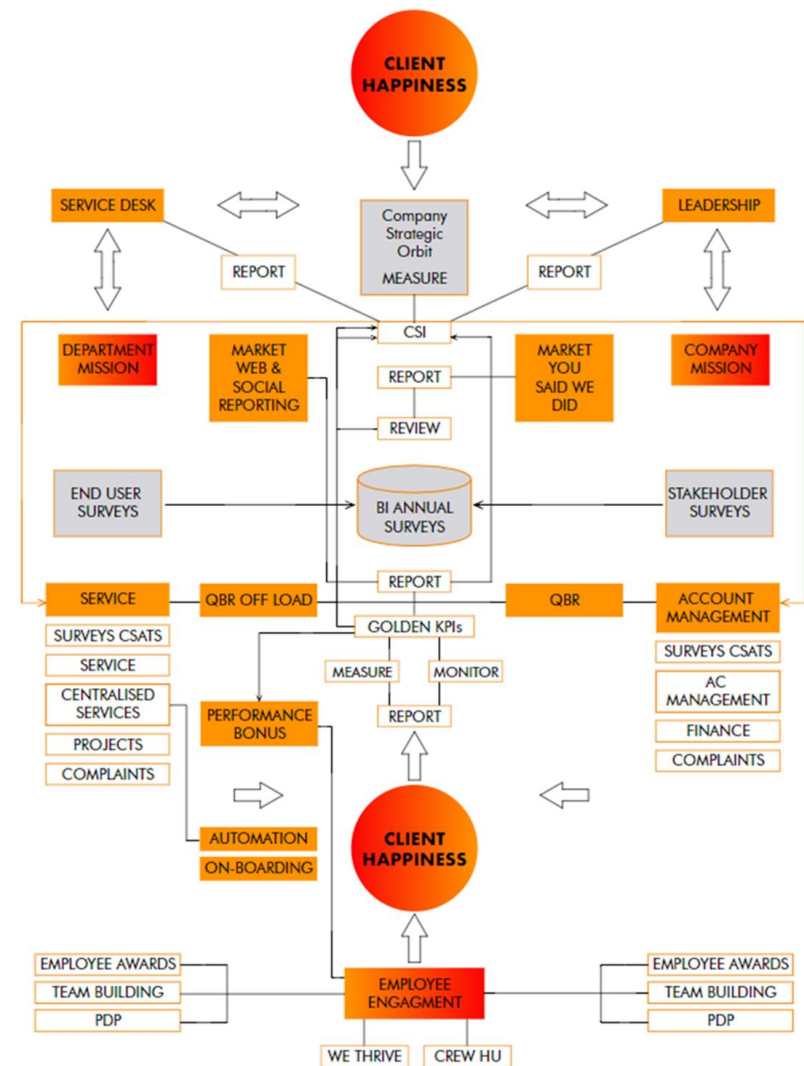 CLIENT
HAPPINESS
SERVICE DESK
Company
Strategic
Orbit
MEASURE
LEADERSHIP
REPORT
REPORT
CSI
DEPARTMENT
MISSION
MARKET
WEB &
SOCIAL
REPORTING
REPORT
REVIEW
MARKET
YOU
SAID WE
DID
COMPANY
MISSION
END USER
SURVEYS
BI ANNUAL
SURVEYS
STAKEHOLDER
SURVEYS
REPORT
SERVICE
QBR OFF LOAD
QBR
ACCOUNT
MANAGEMENT
GOLDEN KPIs
SURVEYS CSATS
SERVICE
CENTRALISED
SERVICES
PROJECTS
COMPLAINTS
MEASURE
MONITOR
REPORT
PERFORMANCE
BONUS
SURVEYS CSATS
AC
MANAGEMENT
FINANCE
COMPLAINTS
AUTOMATION
ON-BOARDING
CLIENT
HAPPINESS
EMPLOYEE AWARDS
TEAM BUILDING
PDP
EMPLOYEE
ENGAGMENT
EMPLOYEE AWARDS
TEAM BUILDING
PDP
WE THRIVE
CREW HU